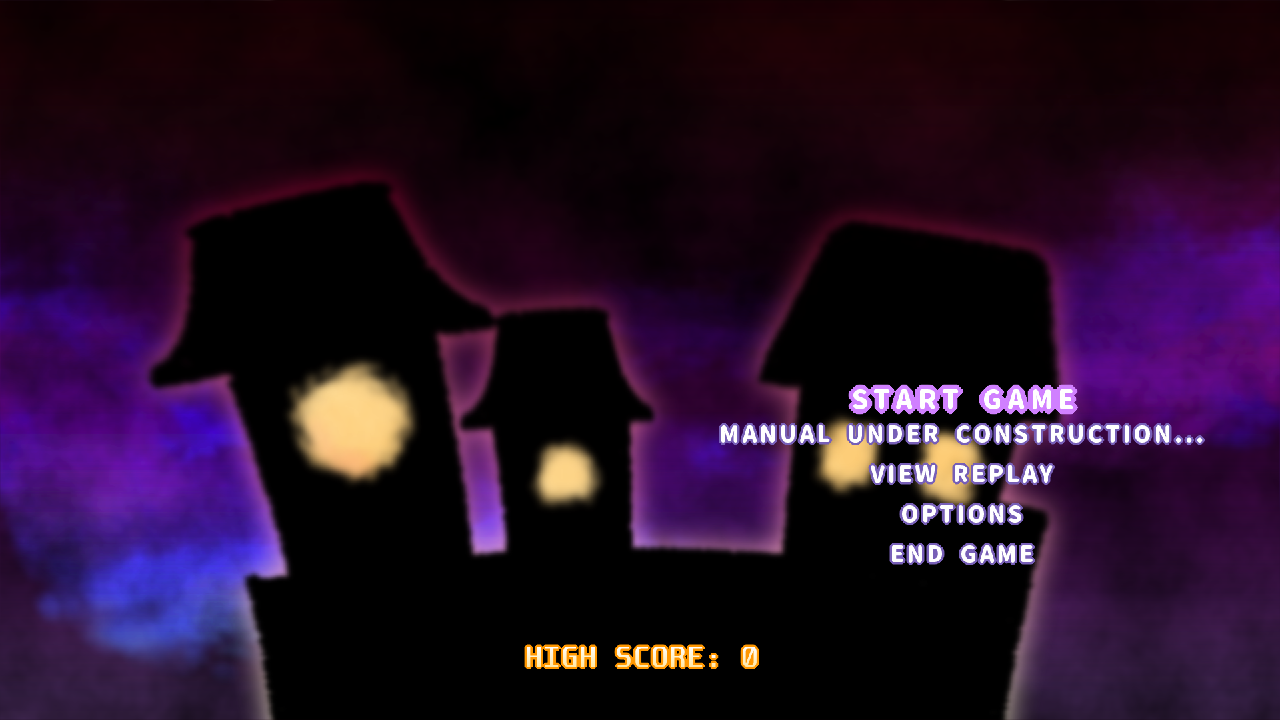 START GAME
MANUAL UNDER CONSTRUCTION...
VIEW REPLAY
OPTIONS
END GAME
HIGH SCORE: 0